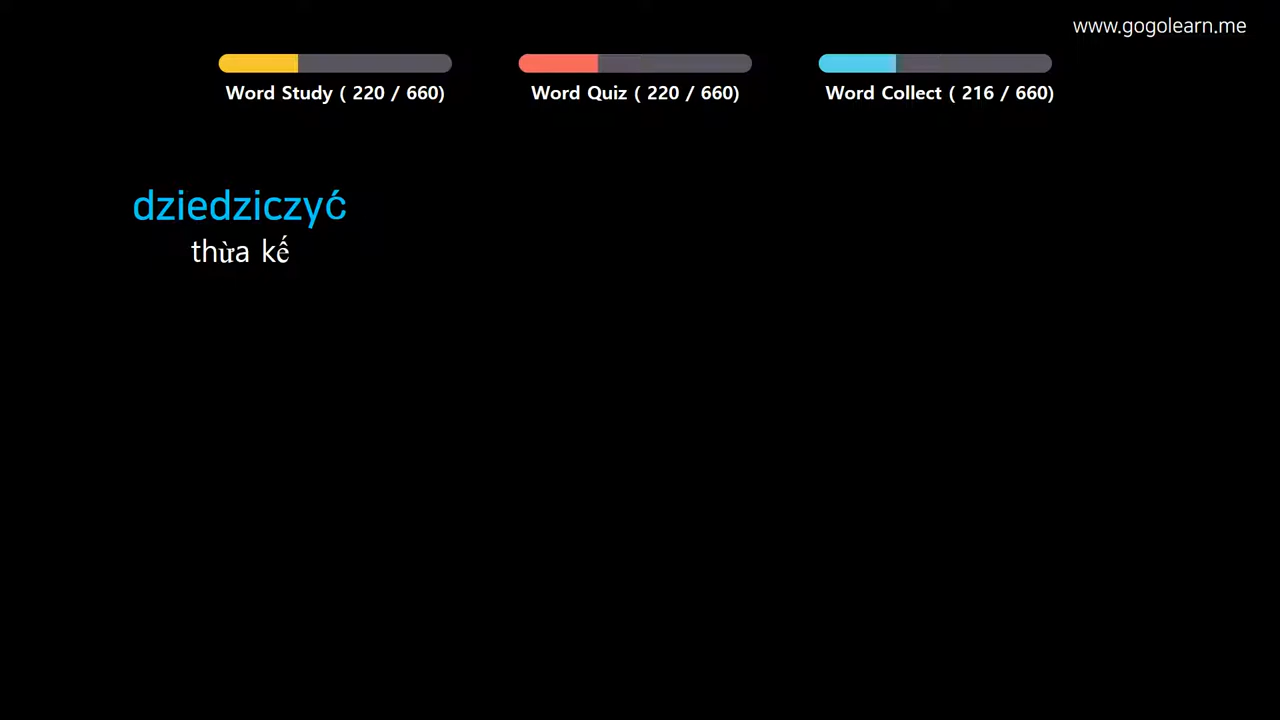 www.gogolearn.me
Word Study ( 220 / 660)
Word Quiz ( 220 / 660)
Word Collect ( 216 / 660)
dziedziczyć
thừa kế